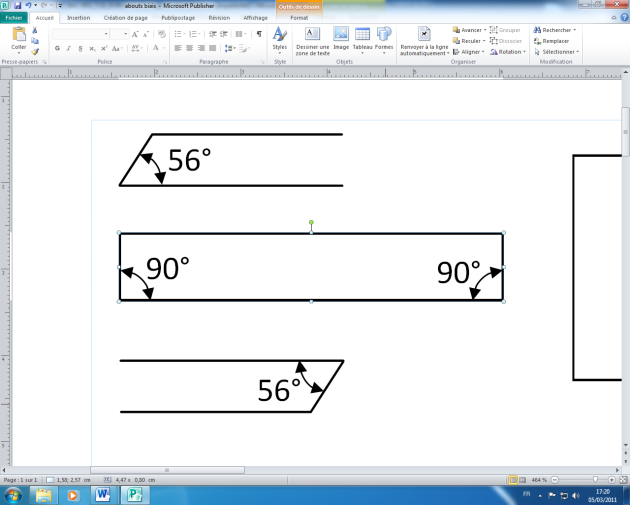 abouts biais - Microsoft Publisher
Outils de dessin
Fichier Accueil Insertion Création de page Publipostage Révision Affichage Format
Coller
G I S
Dessiner une zone de texte
Styles
Image Tableau Formes
Renvoyer à la ligne automatiquement
Avancer Grouper
Reculer Dissocier
Aligner Rotation
Rechercher
Remplacer
Sélectionner
Presse-papiers Police Paragraphe Style Objets Organiser Modification
56°
90° 90°
56°
Page : 1 sur 1 1,58; 2,57 cm 4,47 x 0,80 cm 464 %
FR 17:20
05/03/2011